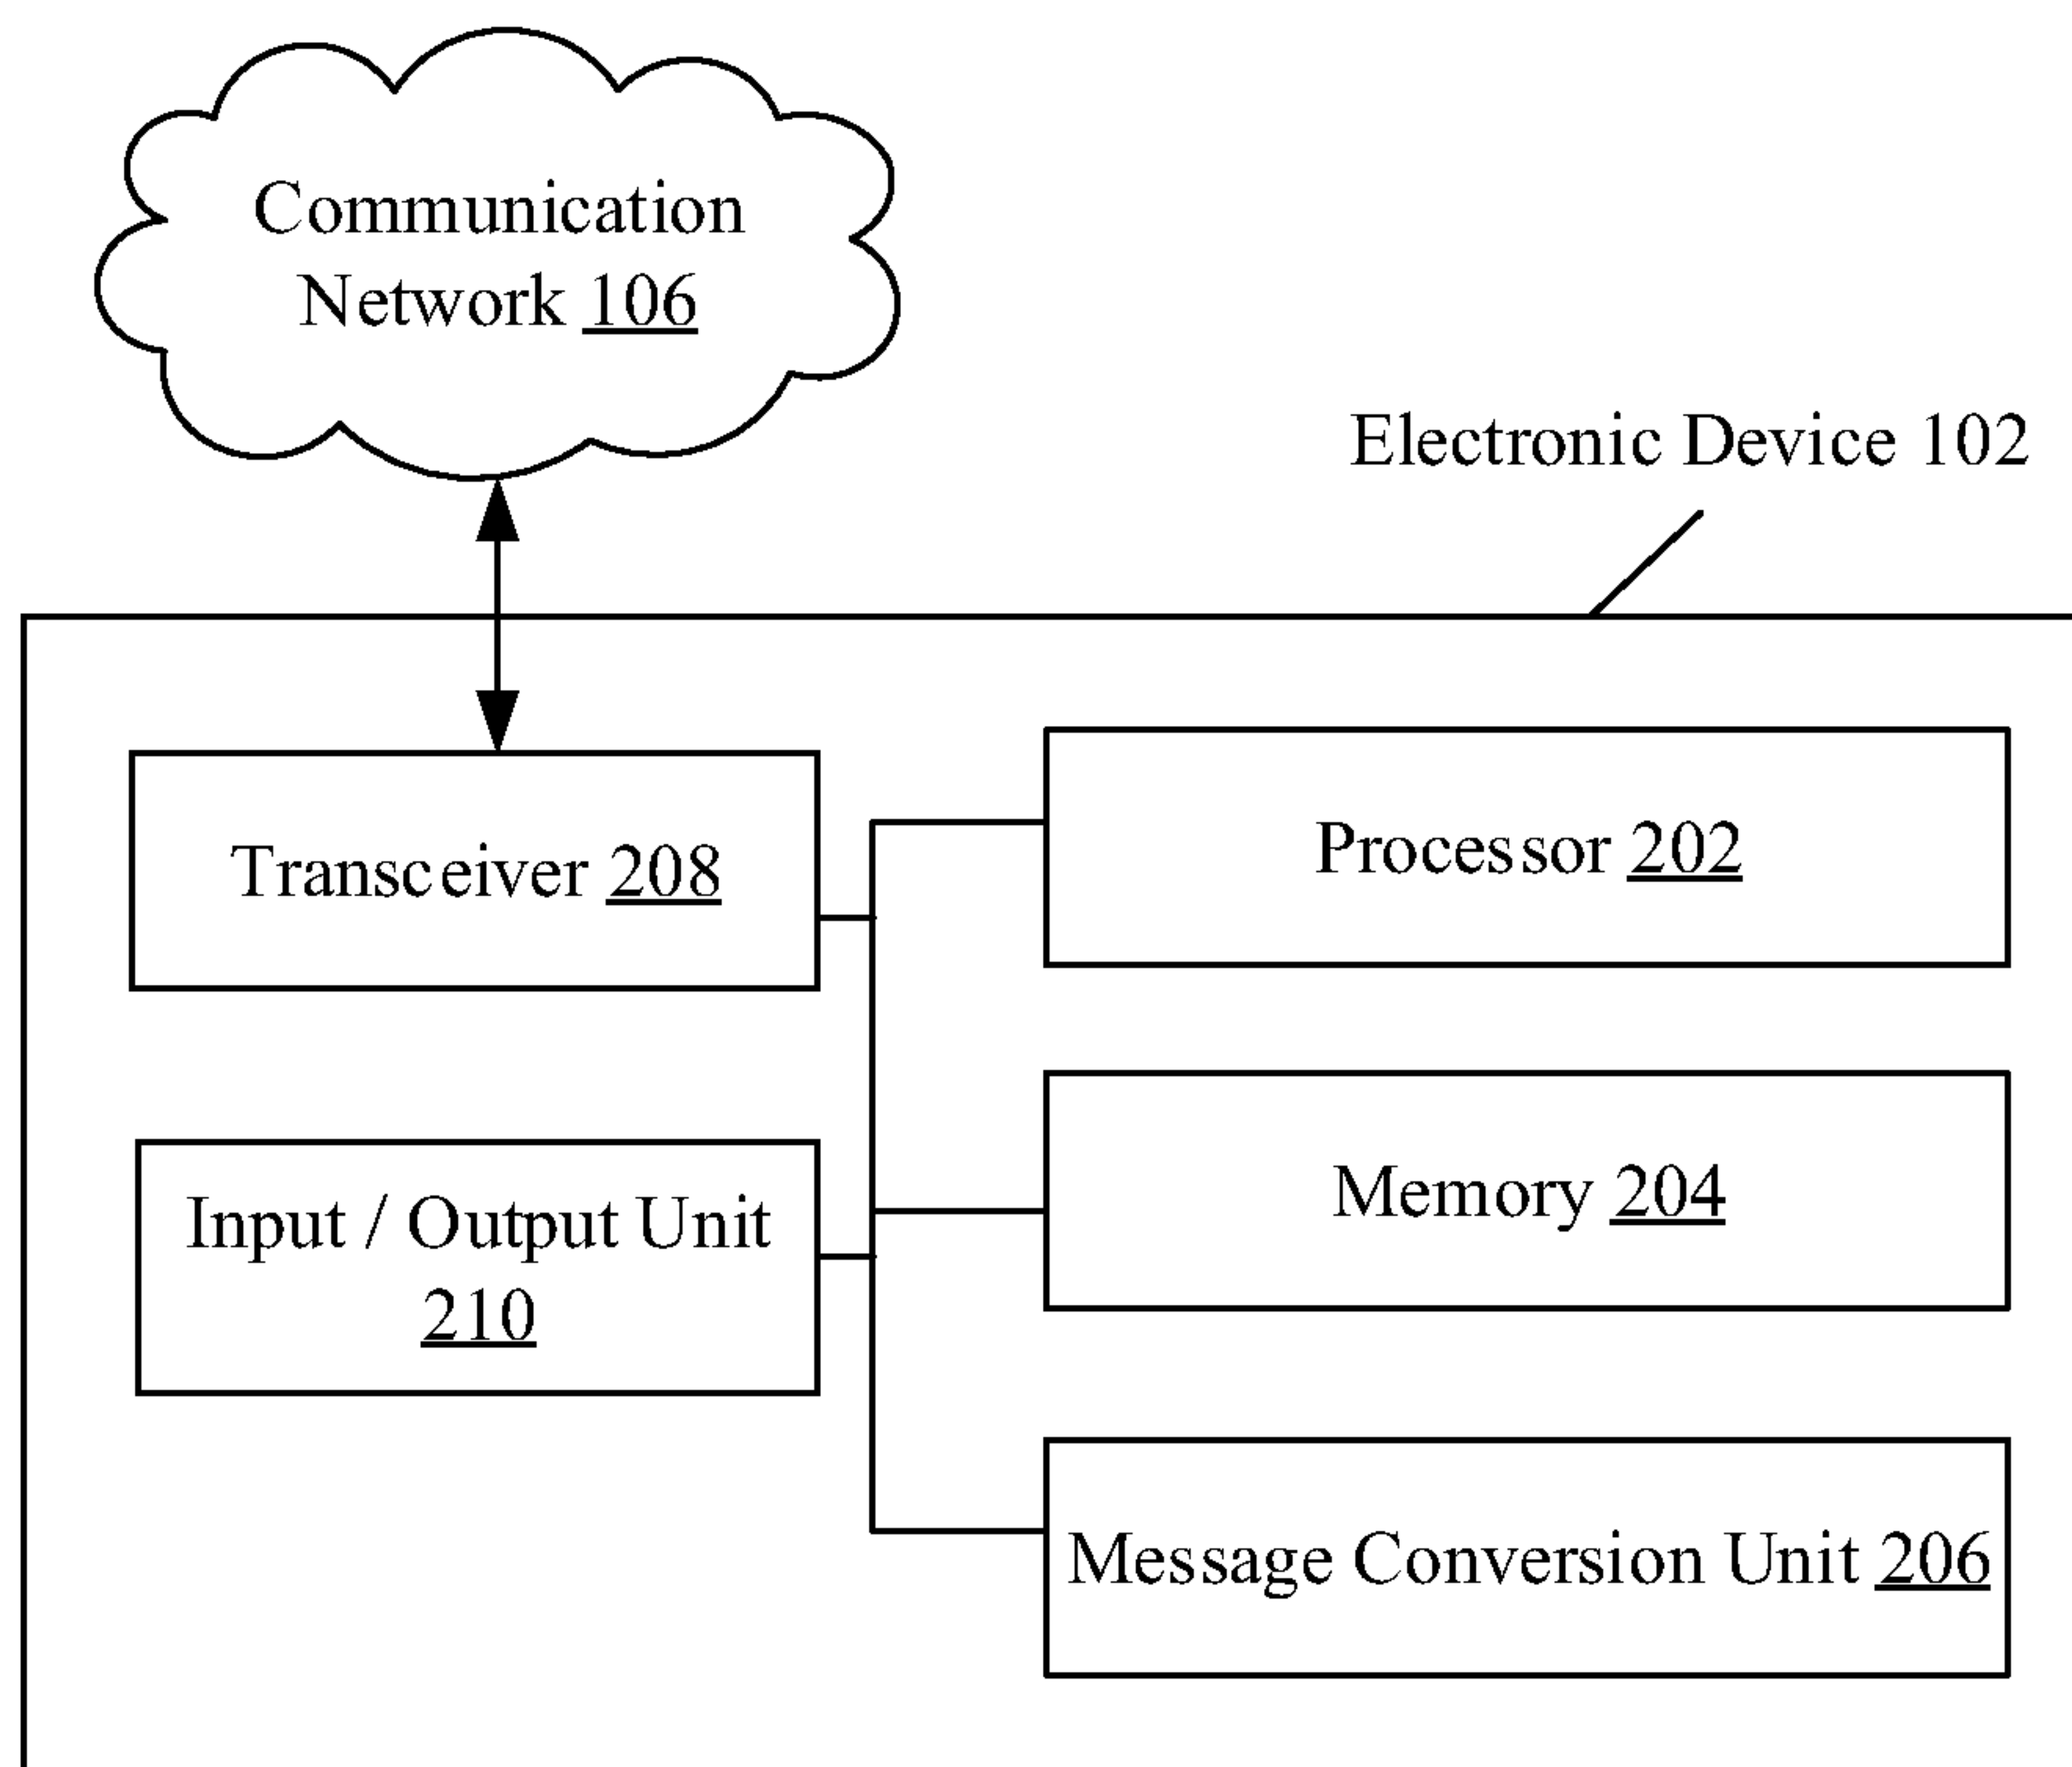 Communication
Network 106
Electronic Device 102
Transceiver 208
Processor 202
Input / Output Unit
210
Memory 204
Message Conversion Unit 206